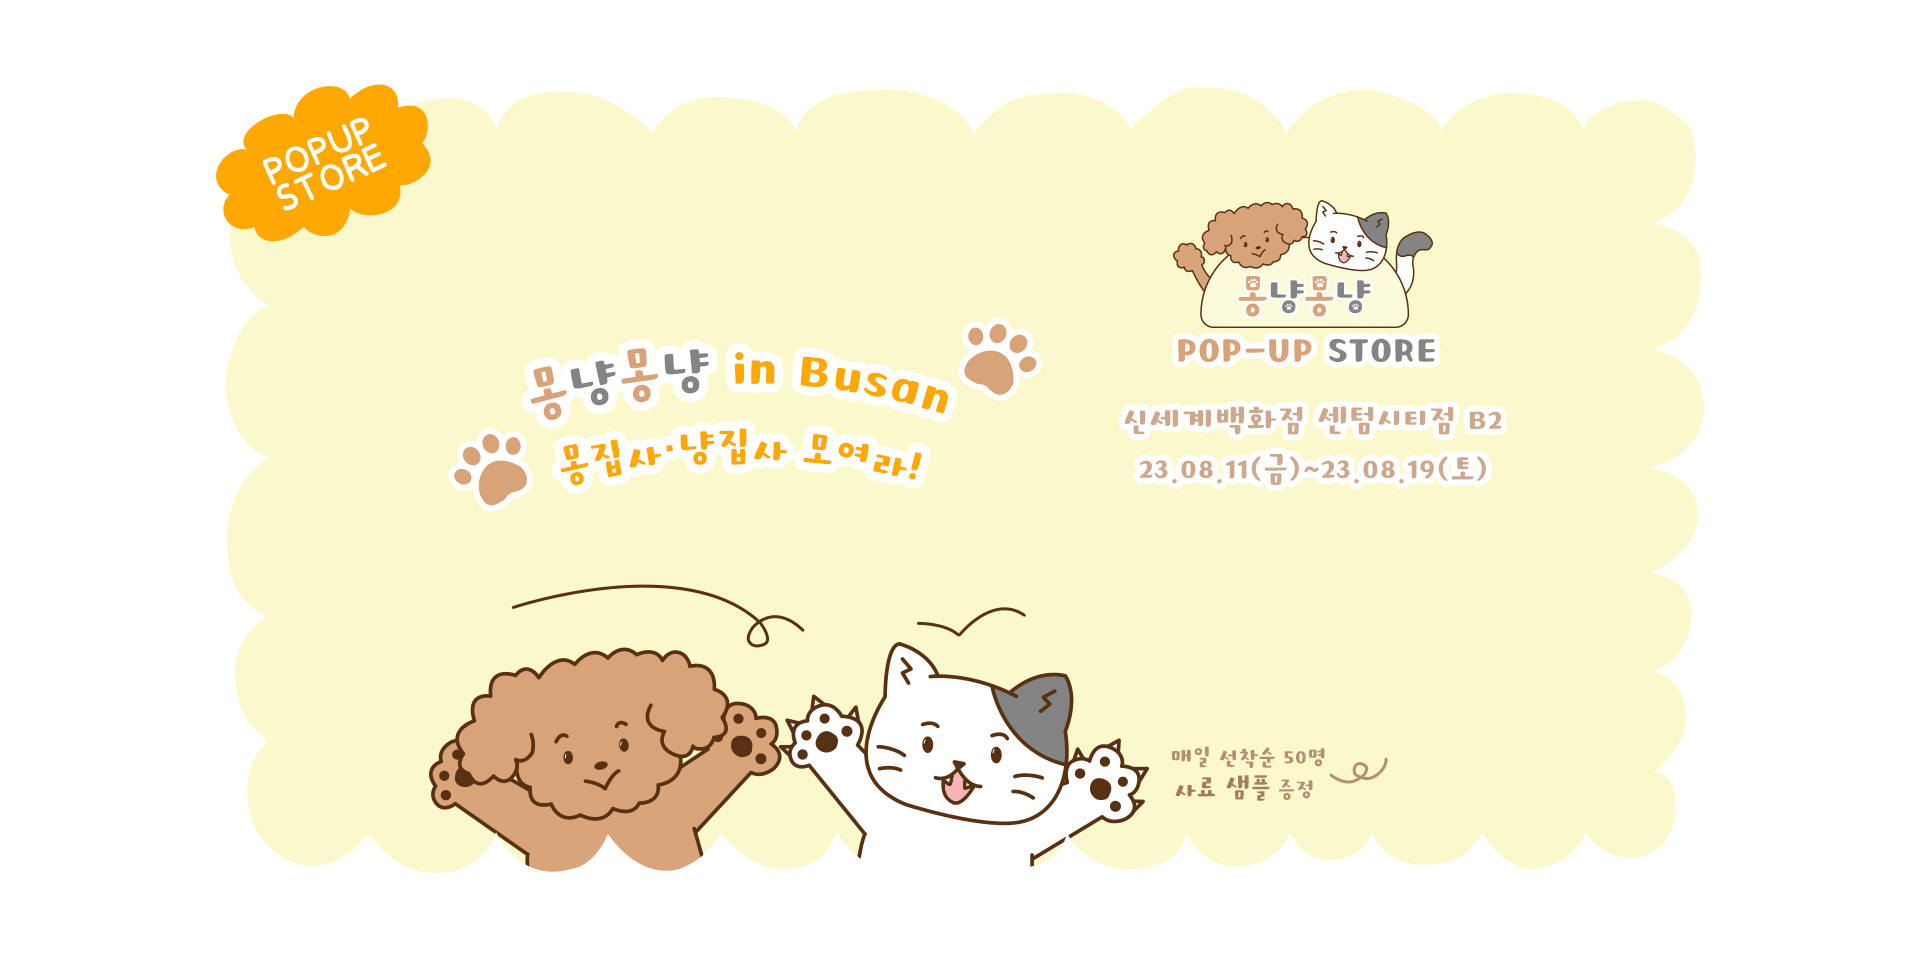 POPUP
STORE
몽냥몽냥 in Busan
몽집사·냥집사 모여라!
몽냥몽냥
POP-UP STORE
신세계백화점 센텀시티점 B2
23.08.11(금)~23.08.19(토)
매일 선착순 50명
사료 샘플 증정